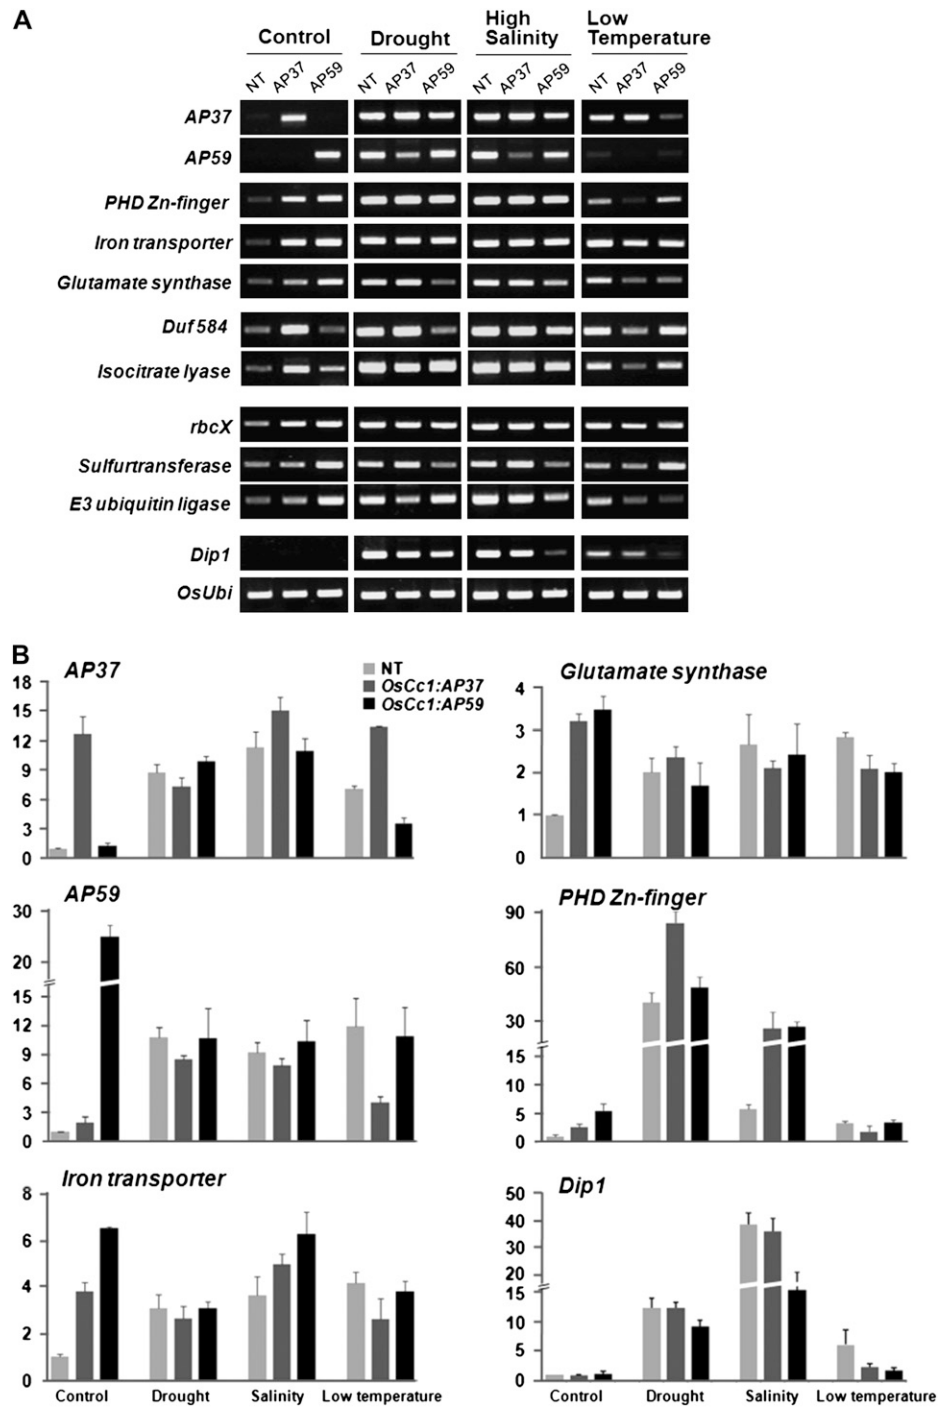 A
Control
Drought
High
Salinity
Low
Temperature
NT AP37 AP59 NT AP37 AP59 NT AP37 AP59 NT AP37 AP59
AP37
AP59
PHD Zn-finger
Iron transporter
Glutamate synthase
Duf 584
Isocitrate lyase
rbcX
Sulfurtransferase
E3 ubiquitin ligase
Dip1
OsUbi
B
AP37
NT
OsCc1:AP37
OsCc1:AP59
18
15
12
9
6
3
0
Glutamate synthase
4
3
2
1
0
AP59
30
20
15
12
9
6
3
0
PHD Zn-finger
90
60
30
15
10
5
0
Iron transporter
8
6
4
2
0
Control Drought Salinity Low temperature
Dip1
50
40
30
20
15
10
5
0
Control Drought Salinity Low temperature